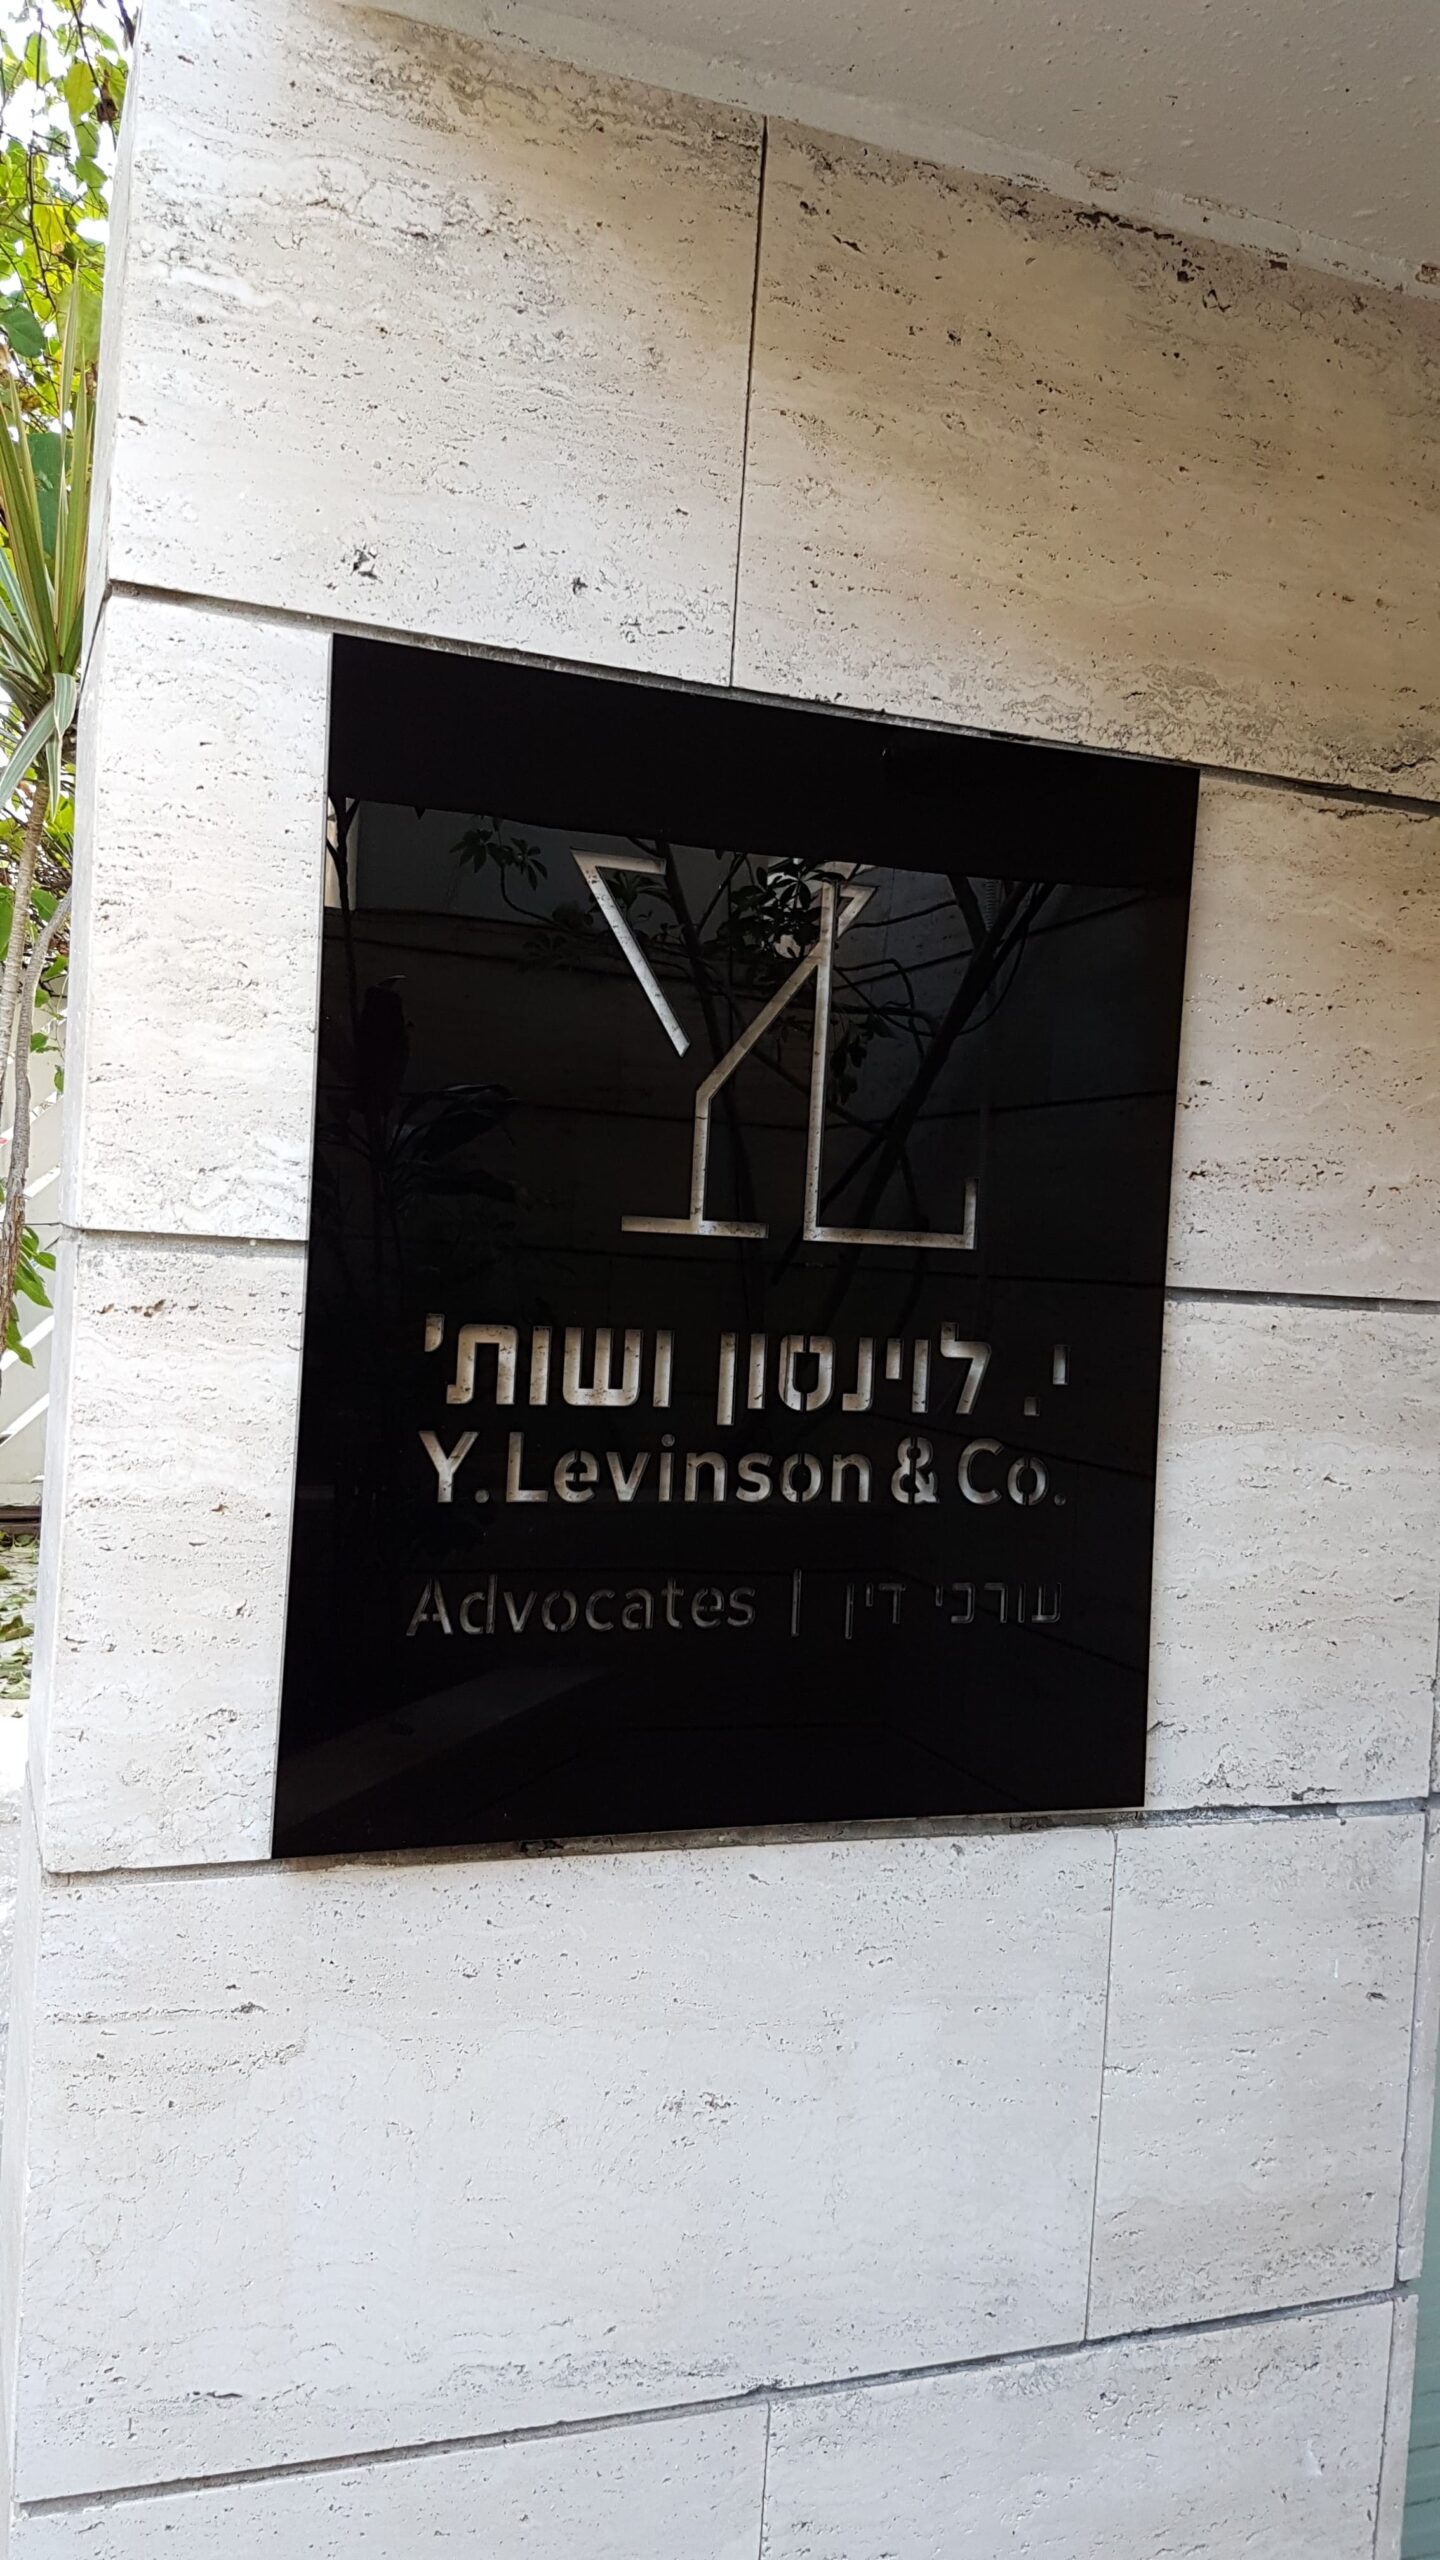 YL
י. לוינסון ושות'
Y. Levinson & Co.
Advocates | עורכי דין